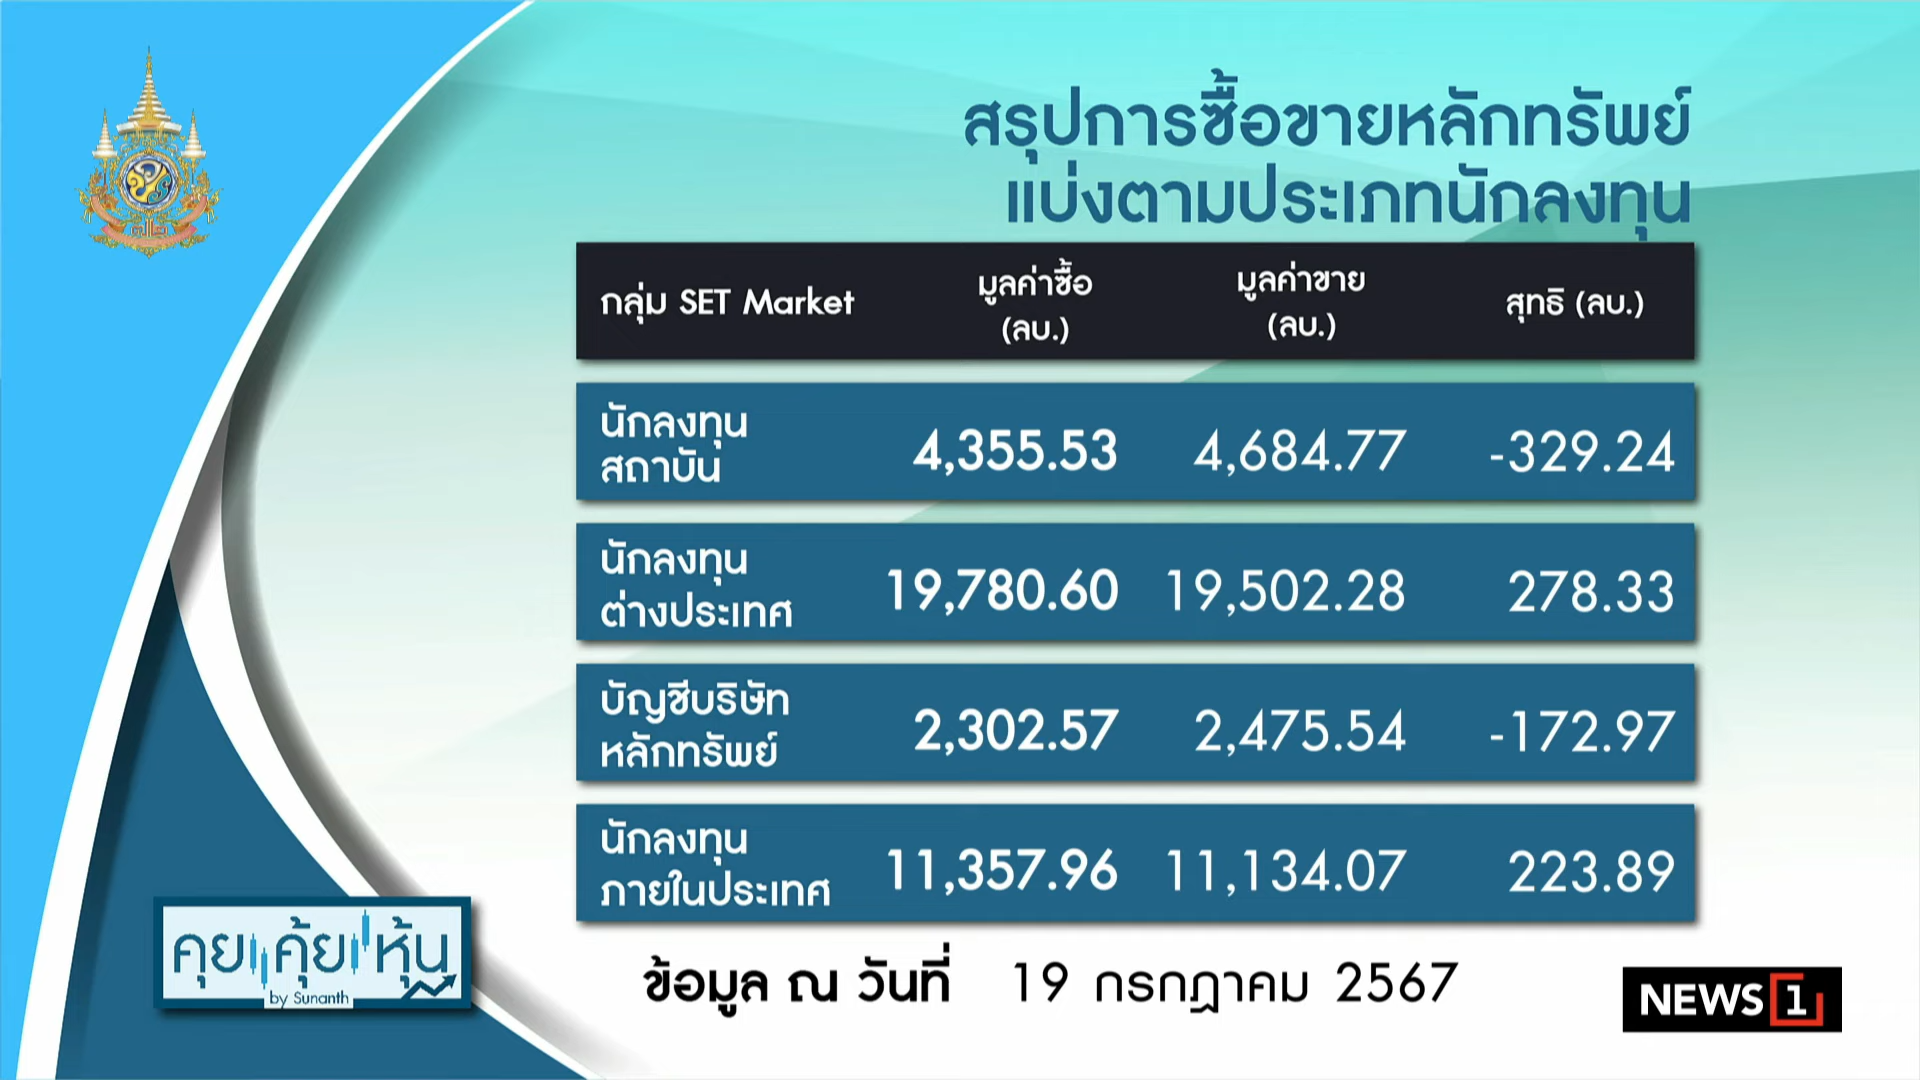 สรุปการซื้อขายหลักทรัพย์
แบ่งตามประเภทนักลงทุน
กลุ่ม SET Market
มูลค่าซื้อ
(ลบ.)
มูลค่าขาย
(ลบ.)
สุทธิ (ลบ.)
นักลงทุน
สถาบัน
4,355.53 4,684.77 -329.24
นักลงทุน
ต่างประเทศ
19,780.60 19,502.28 278.33
บัญชีบริษัท
หลักทรัพย์
2,302.57 2,475.54 -172.97
นักลงทุน
ภายในประเทศ
11,357.96 11,134.07 223.89
ข้อมูล ณ วันที่ 19 กรกฎาคม 2567
คุย คุ้ย หุ้น
by Sunanth
NEWS 1